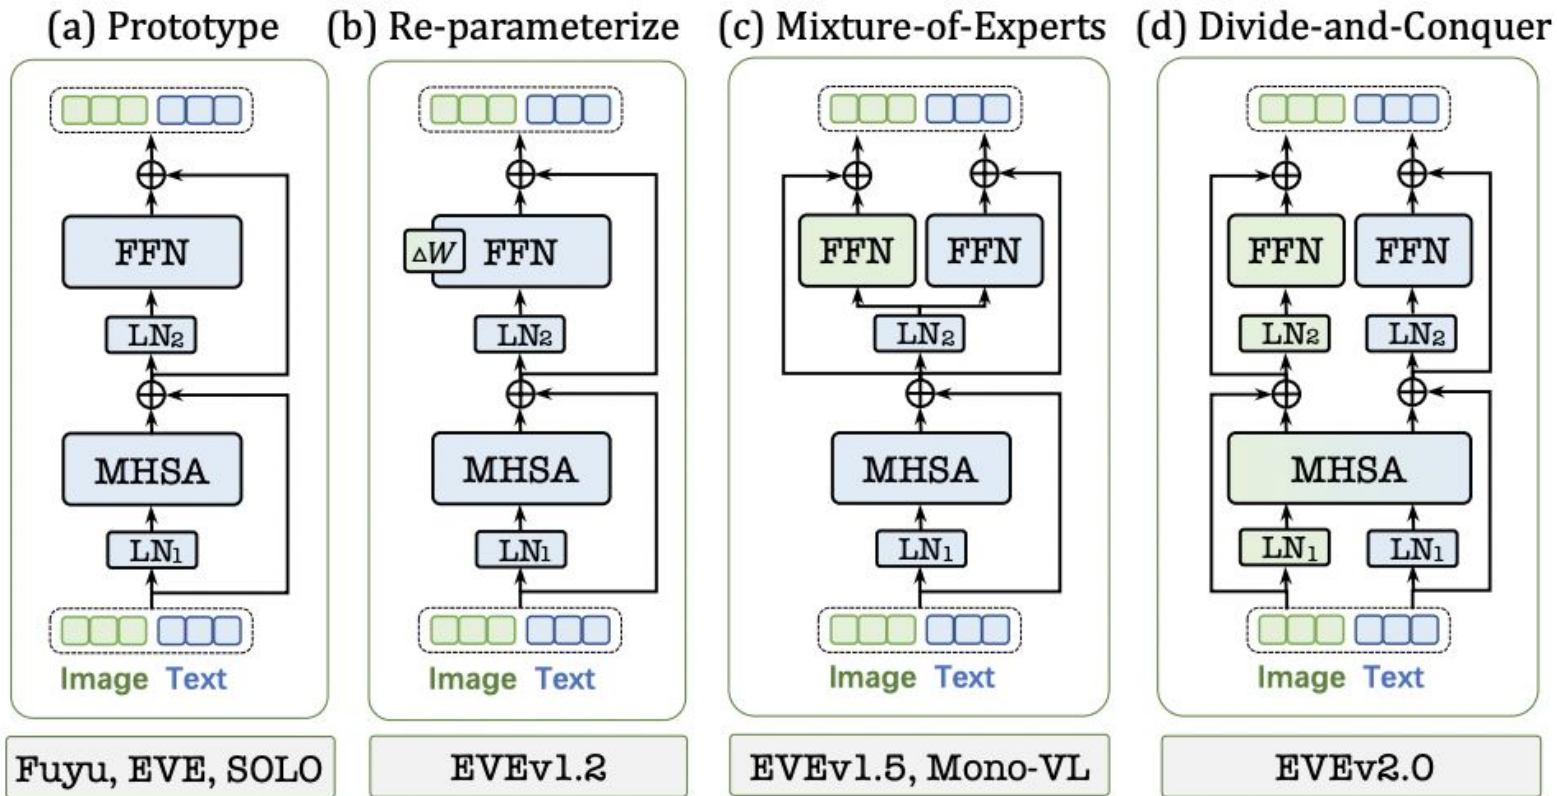 (a) Prototype
FFN
LN2
MHSA
LN1
Image Text
Fuyu, EVE, SOLO
(b) Re-parameterize
△W FFN
LN2
MHSA
LN1
Image Text
EVEv1.2
(c) Mixture-of-Experts
FFN FFN
LN2
MHSA
LN1
Image Text
EVEv1.5, Mono-VL
(d) Divide-and-Conquer
FFN FFN
LN2 LN2
MHSA
LN1 LN1
Image Text
EVEv2.0